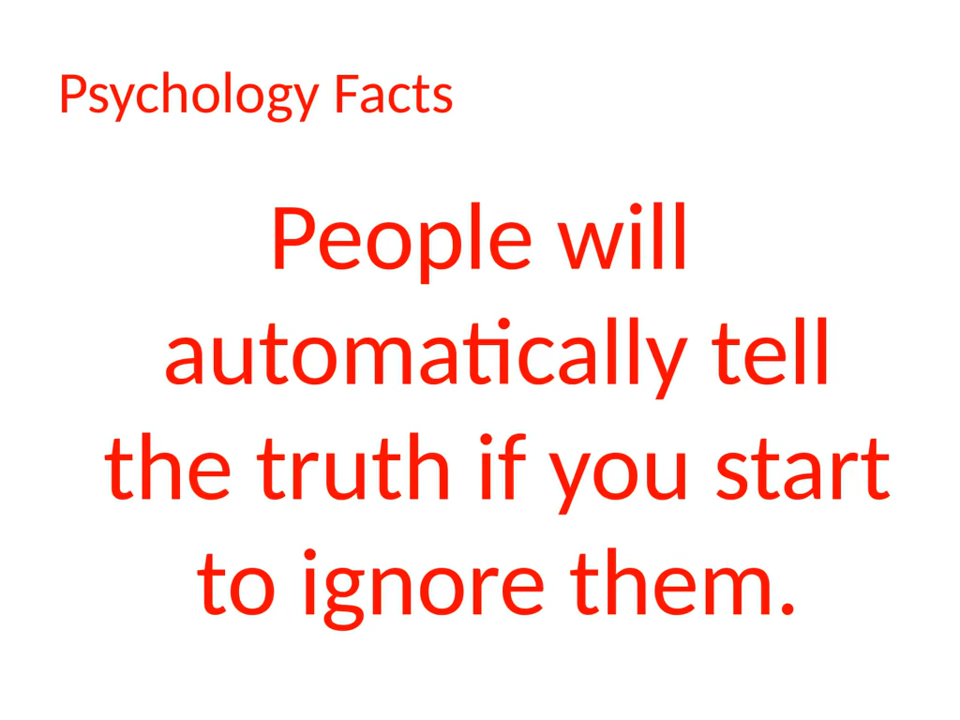 Psychology Facts
People will
automatically tell
the truth if you start
to ignore them.